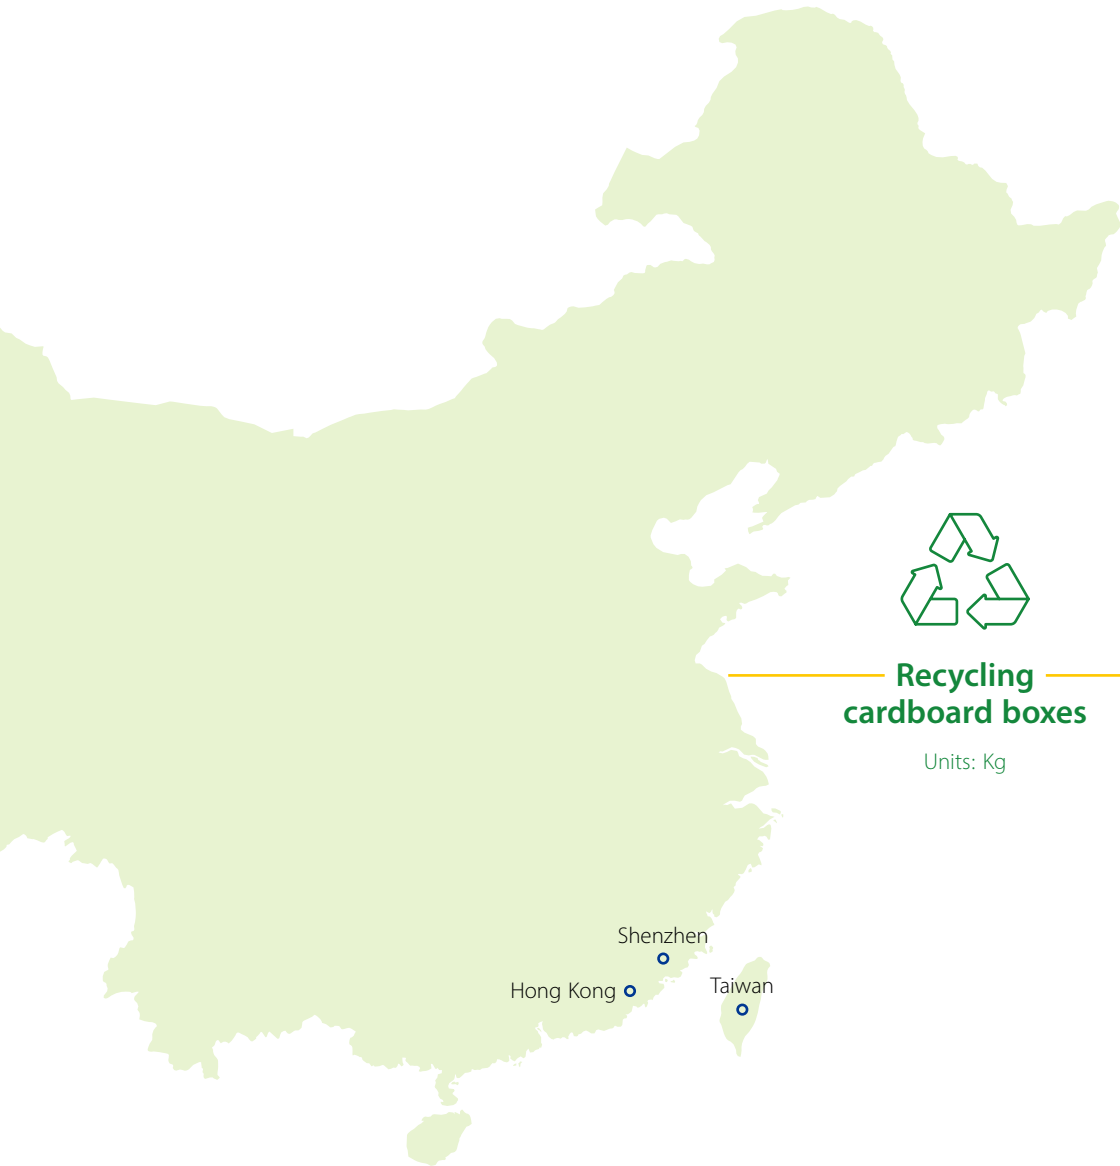 Recycling
cardboard boxes
Units: Kg
Shenzhen
Hong Kong
Taiwan